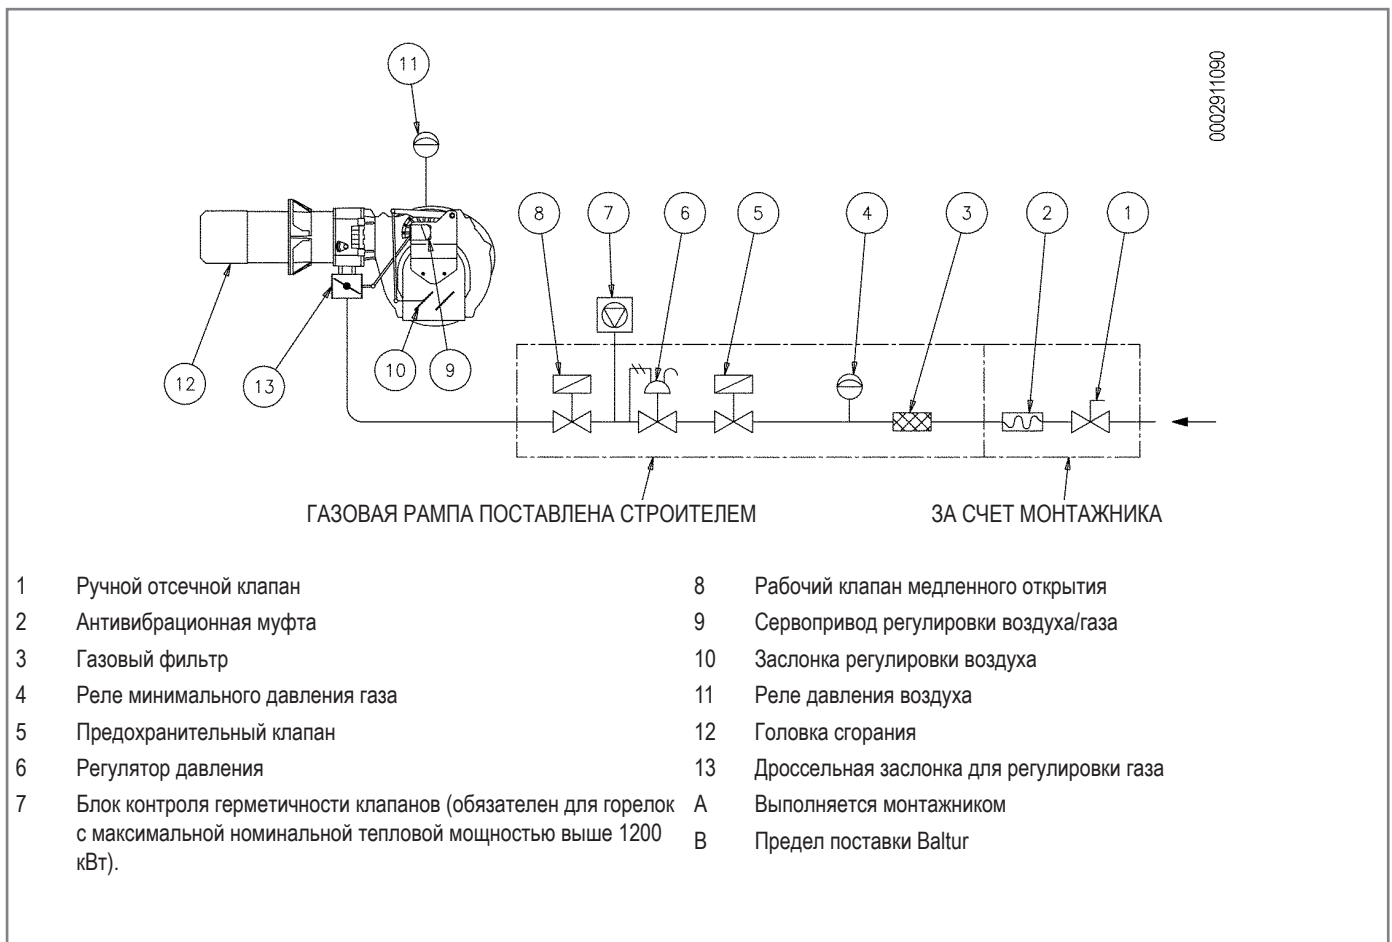 11
0002911090
8
7
6
5
4
3
2
1
12
13
10
9
ГАЗОВАЯ РАМПА ПОСТАВЛЕНА СТРОИТЕЛЕМ
ЗА СЧЕТ МОНТАЖНИКА
1 Ручной отсечной клапан
2 Антивибрационная муфта
3 Газовый фильтр
4 Реле минимального давления газа
5 Предохранительный клапан
6 Регулятор давления
7 Блок контроля герметичности клапанов (обязателен для горелок
с максимальной номинальной тепловой мощностью выше 1200
кВт).
8 Рабочий клапан медленного открытия
9 Сервопривод регулировки воздуха/газа
10 Заслонка регулировки воздуха
11 Реле давления воздуха
12 Головка сгорания
13 Дроссельная заслонка для регулировки газа
A Выполняется монтажником
B Предел поставки Baltur